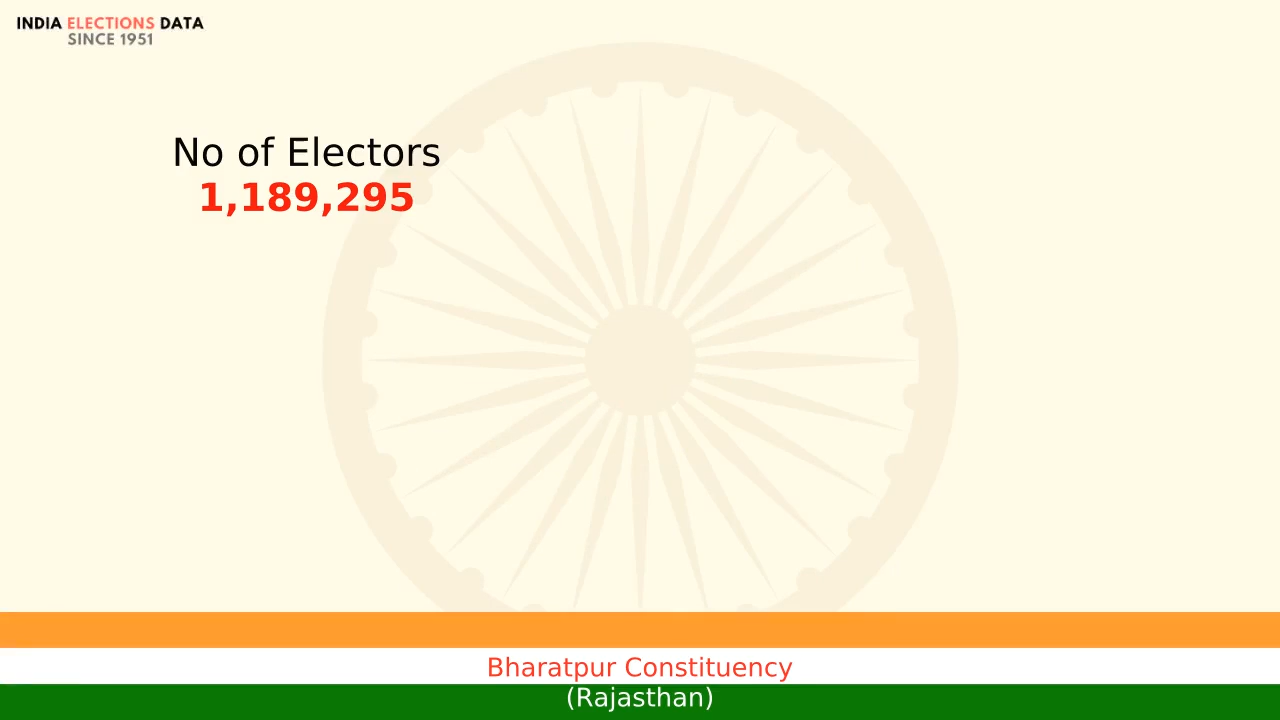 INDIA ELECTIONS DATA
SINCE 1951
No of Electors
1,189,295
Bharatpur Constituency
(Rajasthan)